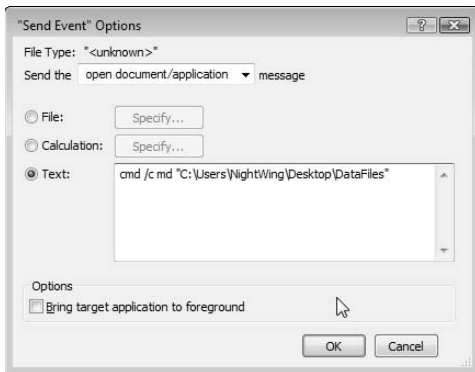 "Send Event" Options
File Type: "<unknown>"
Send the open document/application message
File: Specify...
Calculation: Specify...
Text: cmd /c md "C:\Users\NightWing\Desktop\DataFiles"
Options
Bring target application to foreground
OK Cancel